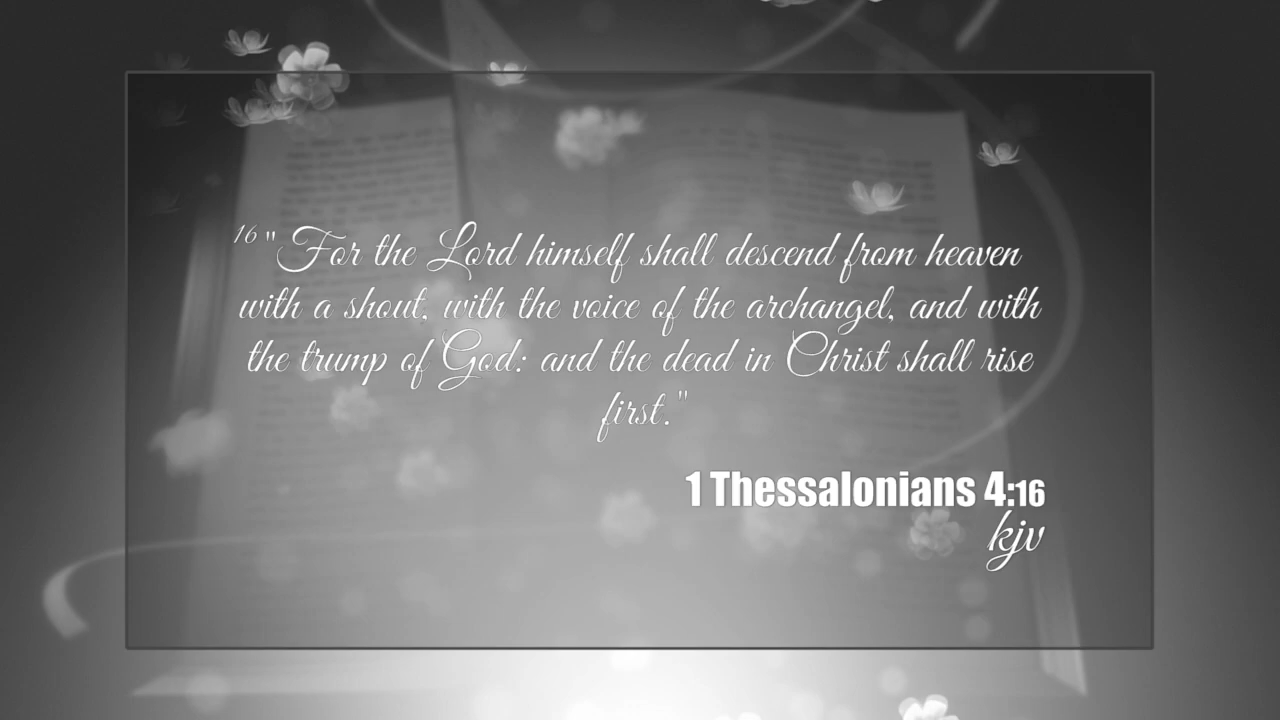 16" For the Lord himself shall descend from heaven
with a shout, with the voice of the archangel, and with
the trump of God: and the dead in Christ shall rise
first."
1 Thessalonians 4:16
kjv